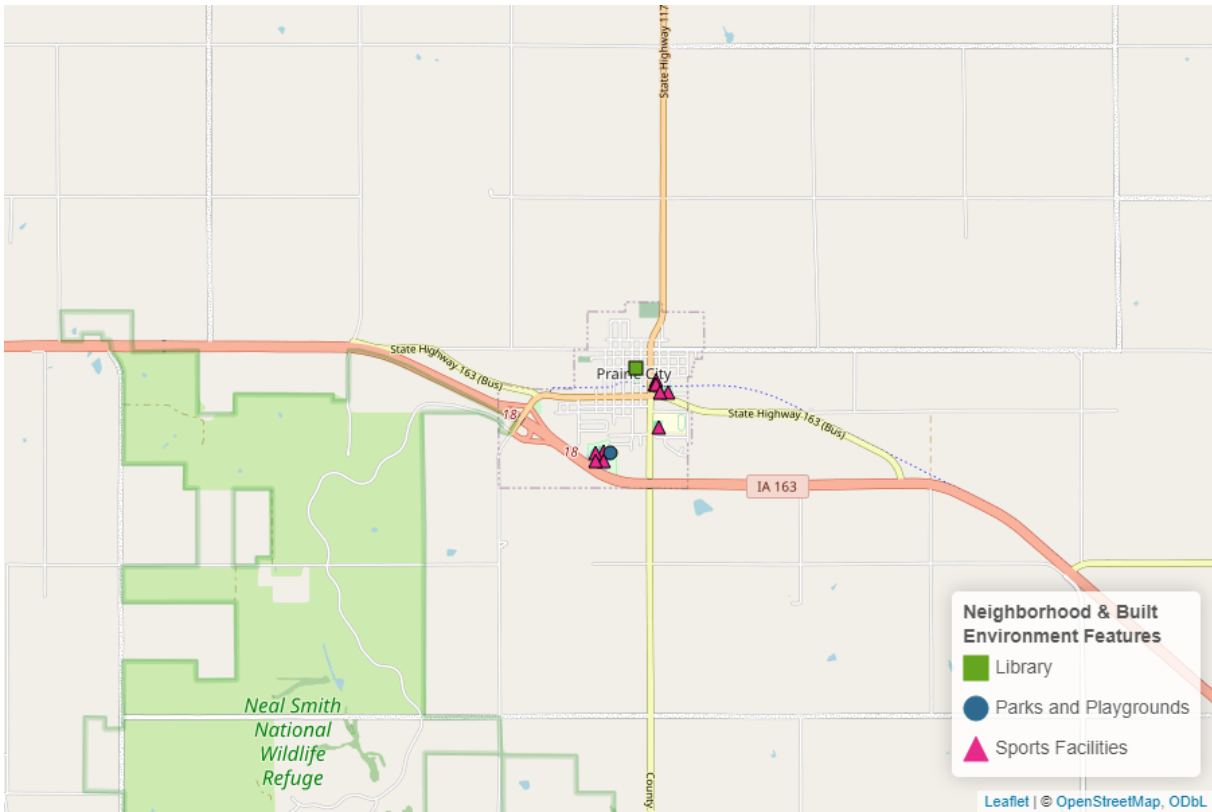 State Highway 117
State Highway 163 (Bus)
Prairie City
18
State Highway 163 (Bus)
18
IA 163
Neal Smith
National
Wildlife
Refuge
County
Neighborhood & Built
Environment Features
Library
Parks and Playgrounds
Sports Facilities
Leaflet | © OpenStreetMap, ODbL